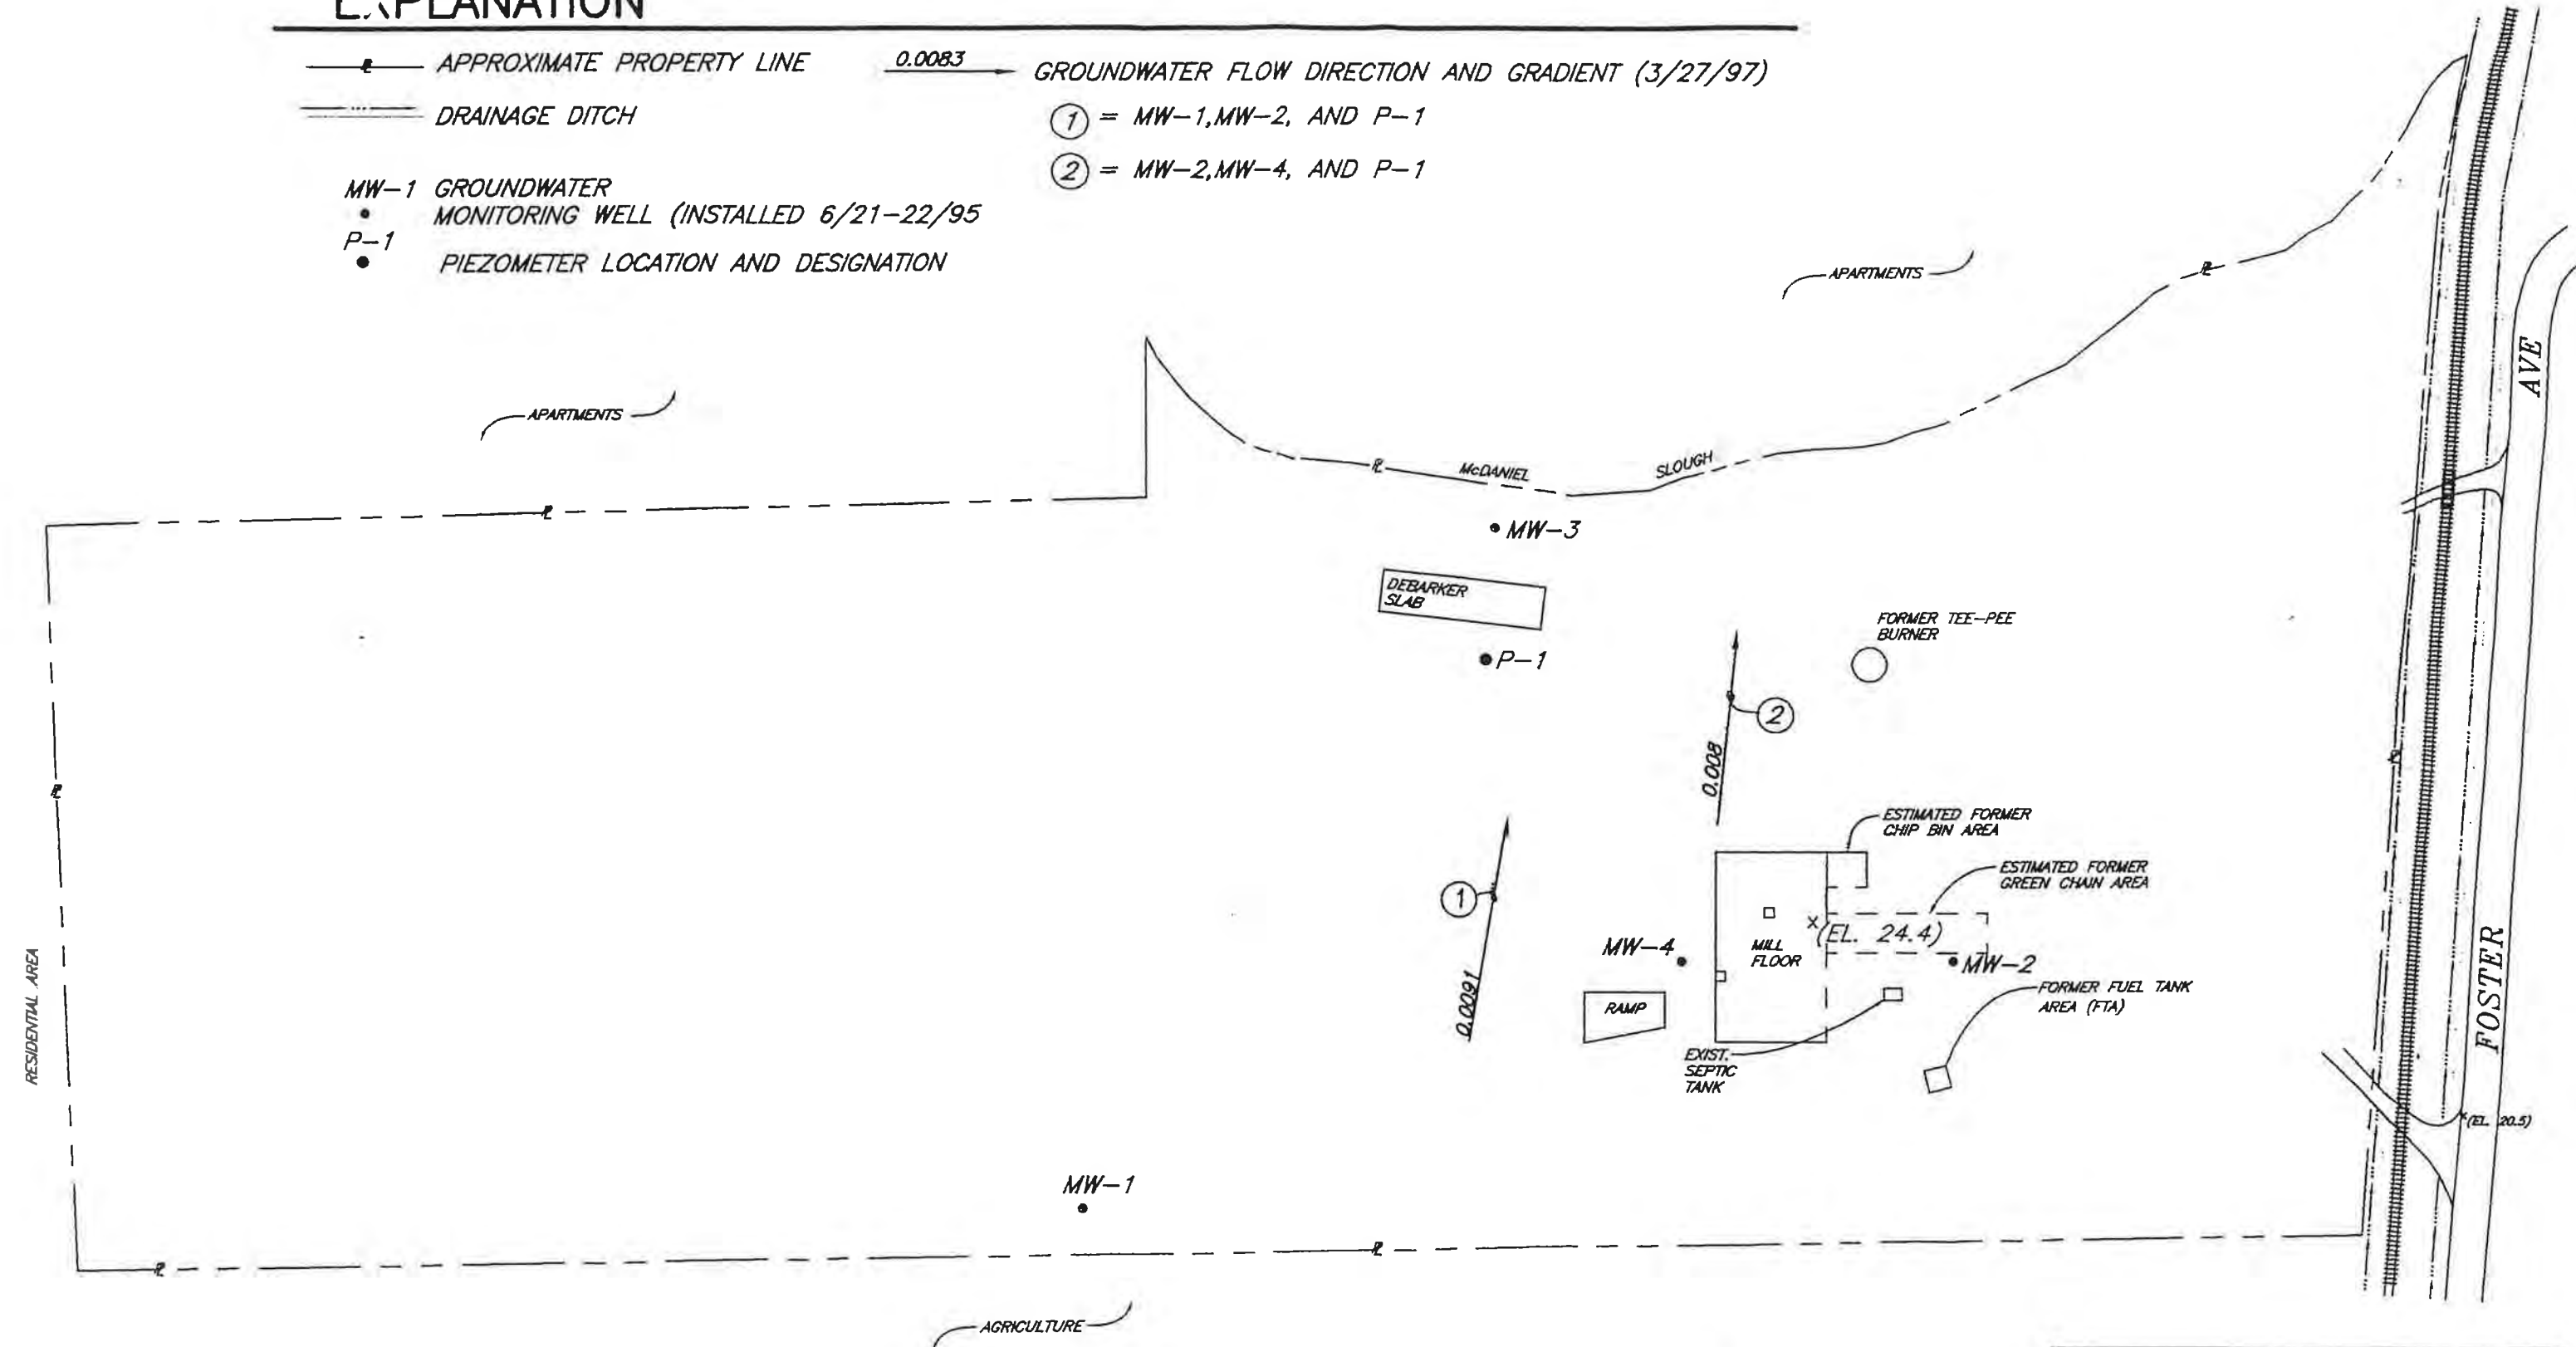 EXPLANATION
APPROXIMATE PROPERTY LINE
DRAINAGE DITCH
MW-1 GROUNDWATER
MONITORING WELL (INSTALLED 6/21-22/95
P-1
PIEZOMETER LOCATION AND DESIGNATION
0.0083
GROUNDWATER FLOW DIRECTION AND GRADIENT (3/27/97)
1 = MW-1,MW-2, AND P-1
2 = MW-2,MW-4, AND P-1
APARTMENTS
APARTMENTS
McDANIEL
SLOUGH
MW-3
DEBARKER
SLAB
P-1
FORMER TEE-PEE
BURNER
2
0.008
1
0.0091
ESTIMATED FORMER
CHIP BIN AREA
ESTIMATED FORMER
GREEN CHAIN AREA
x(EL. 24.4)
MILL
FLOOR
MW-4
MW-2
RAMP
FORMER FUEL TANK
AREA (FTA)
EXIST.
SEPTIC
TANK
MW-1
RESIDENTIAL AREA
AGRICULTURE
FOSTER AVE
x(EL. 20.5)